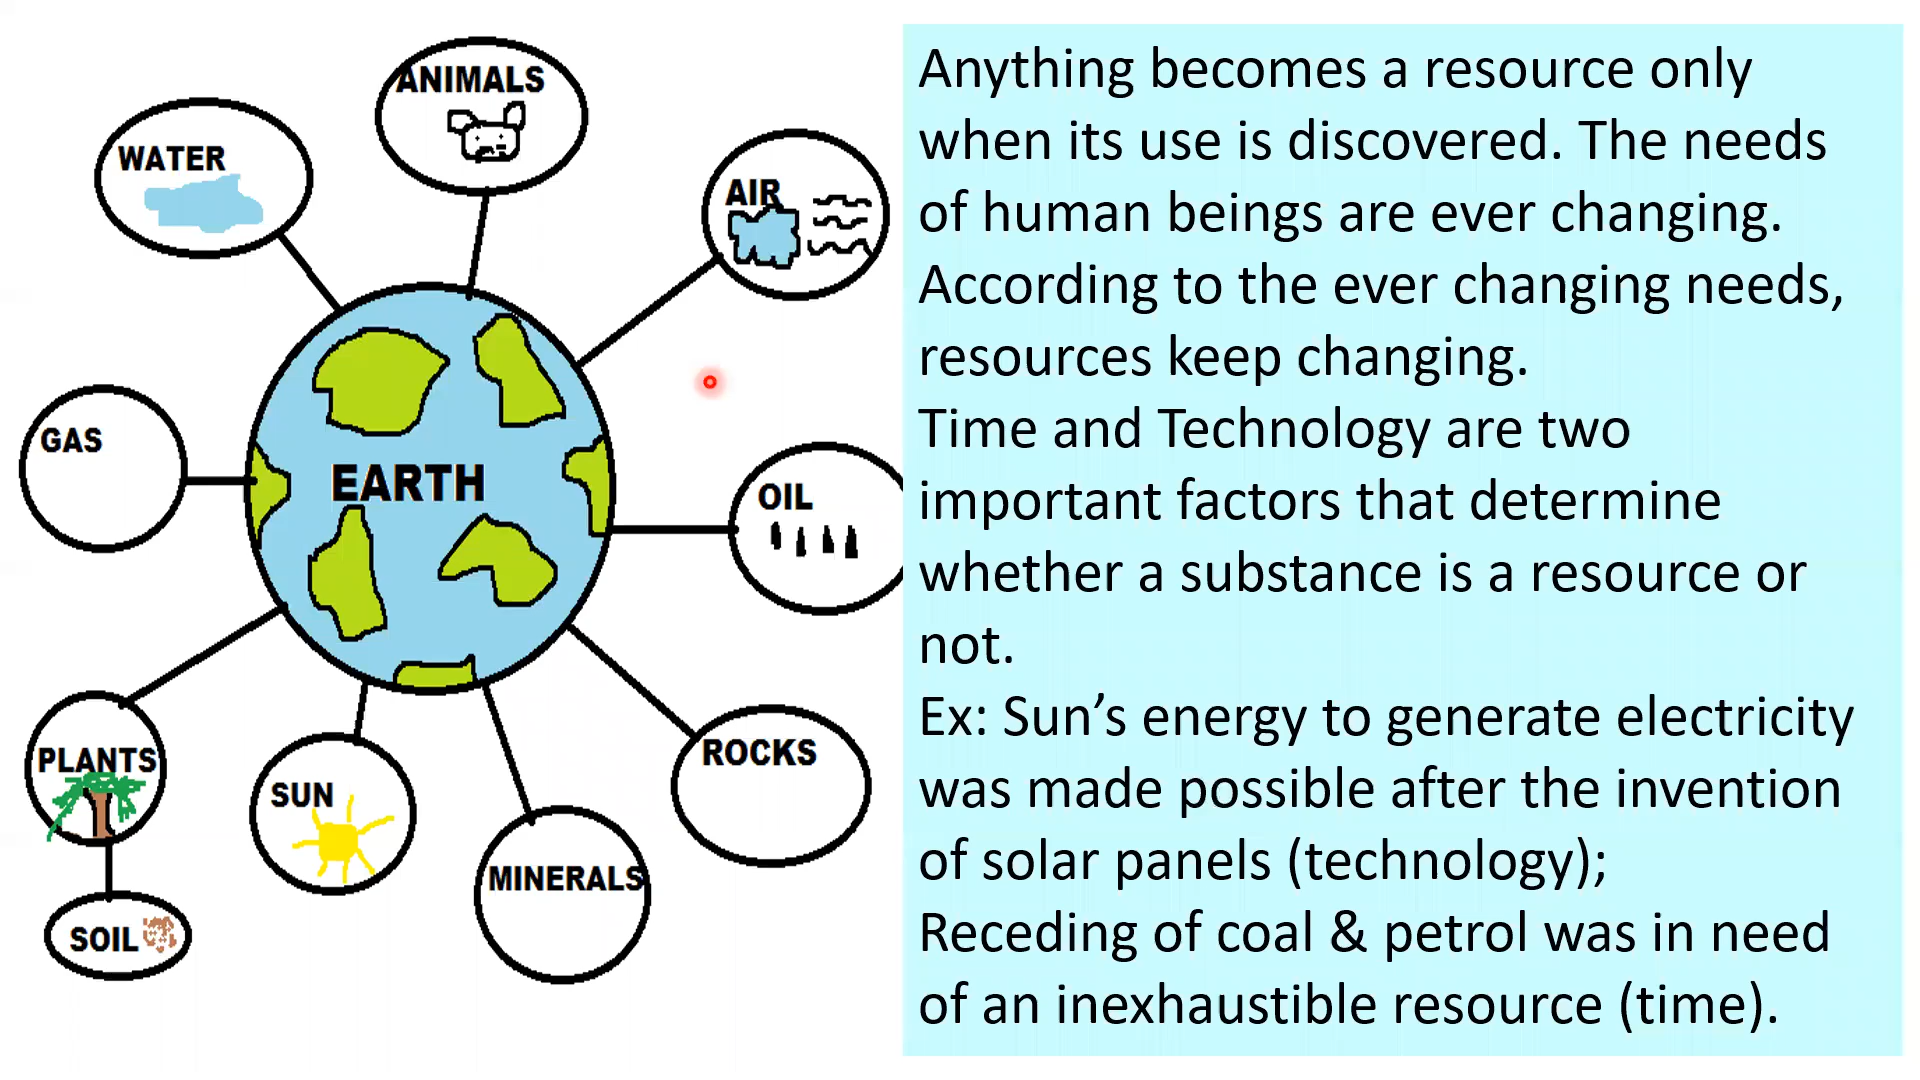 ANIMALS
WATER
AIR
GAS
EARTH
OIL
PLANTS
SUN
ROCKS
MINERALS
SOIL
Anything becomes a resource only
when its use is discovered. The needs
of human beings are ever changing.
According to the ever changing needs,
resources keep changing.
Time and Technology are two
important factors that determine
whether a substance is a resource or
not.
Ex: Sun’s energy to generate electricity
was made possible after the invention
of solar panels (technology);
Receding of coal & petrol was in need
of an inexhaustible resource (time).